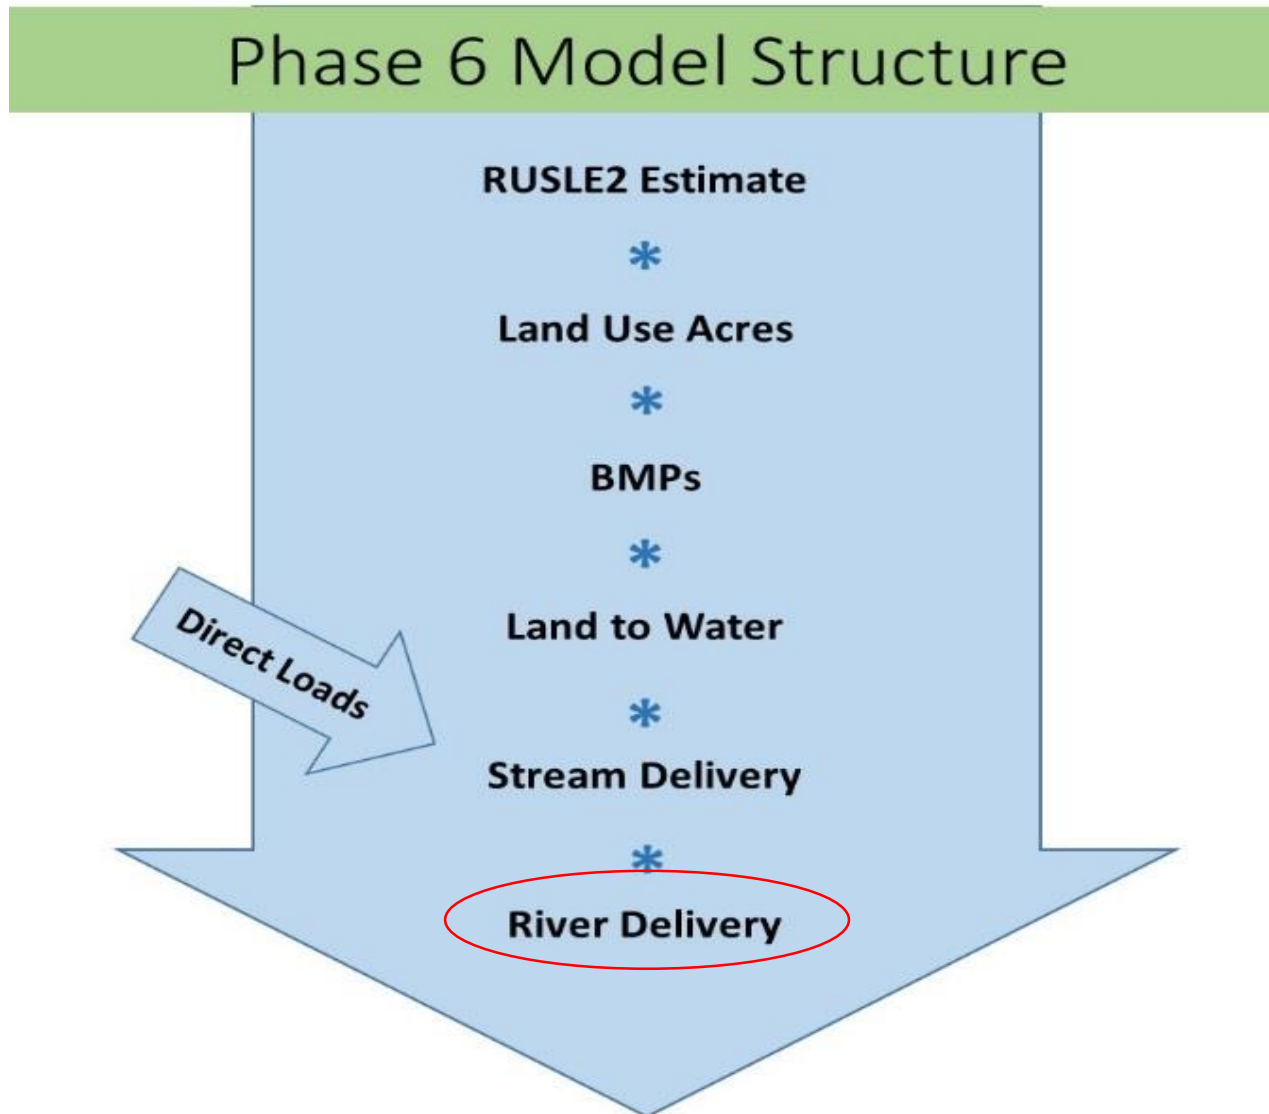 Phase 6 Model Structure
RUSLE2 Estimate
*
Land Use Acres
*
BMPs
*
Land to Water
*
Direct Loads
Stream Delivery
*
River Delivery